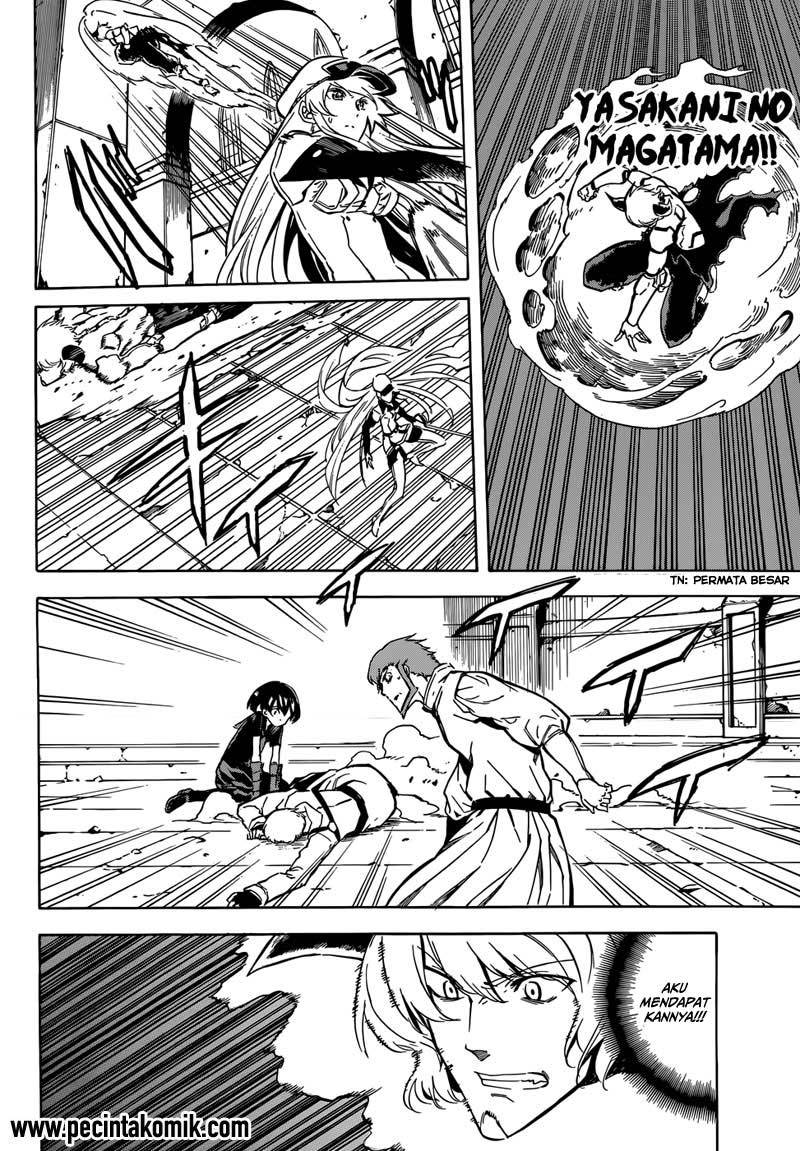 YASAKANI NO
MAGATAMA!!
TN: PERMATA BESAR
AKU
MENDAPAT
KANNYA!!!
www.pecintakomik.com